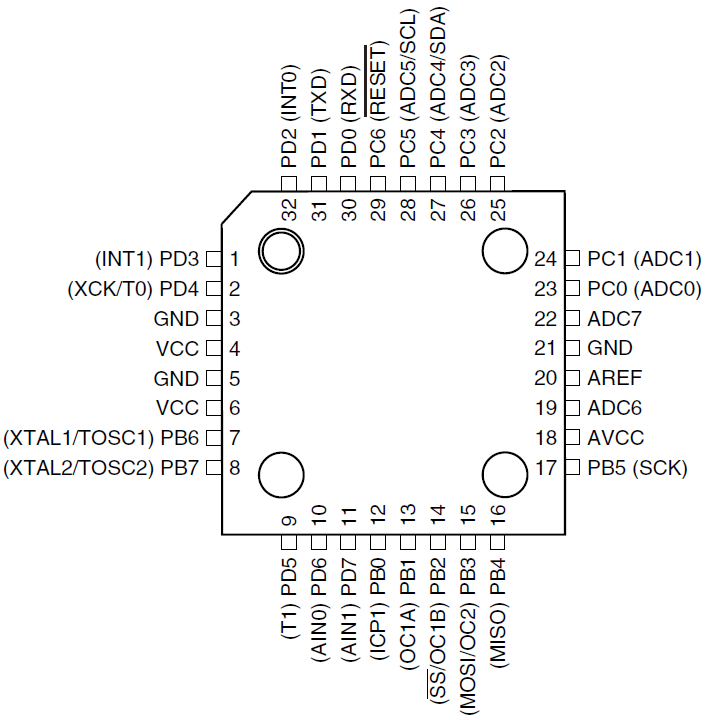 PD2 (INT0)
PD1 (TXD)
PD0 (RXD)
PC6 (RESET)
PC5 (ADC5/SCL)
PC4 (ADC4/SDA)
PC3 (ADC3)
PC2 (ADC2)
32
31
30
29
28
27
26
25
(INT1) PD3 1
(XCK/T0) PD4 2
GND 3
VCC 4
GND 5
VCC 6
(XTAL1/TOSC1) PB6 7
(XTAL2/TOSC2) PB7 8
24 PC1 (ADC1)
23 PC0 (ADC0)
22 ADC7
21 GND
20 AREF
19 ADC6
18 AVCC
17 PB5 (SCK)
9
10
11
12
13
14
15
16
(T1) PD5
(AIN0) PD6
(AIN1) PD7
(ICP1) PB0
(OC1A) PB1
(SS/OC1B) PB2
(MOSI/OC2) PB3
(MISO) PB4